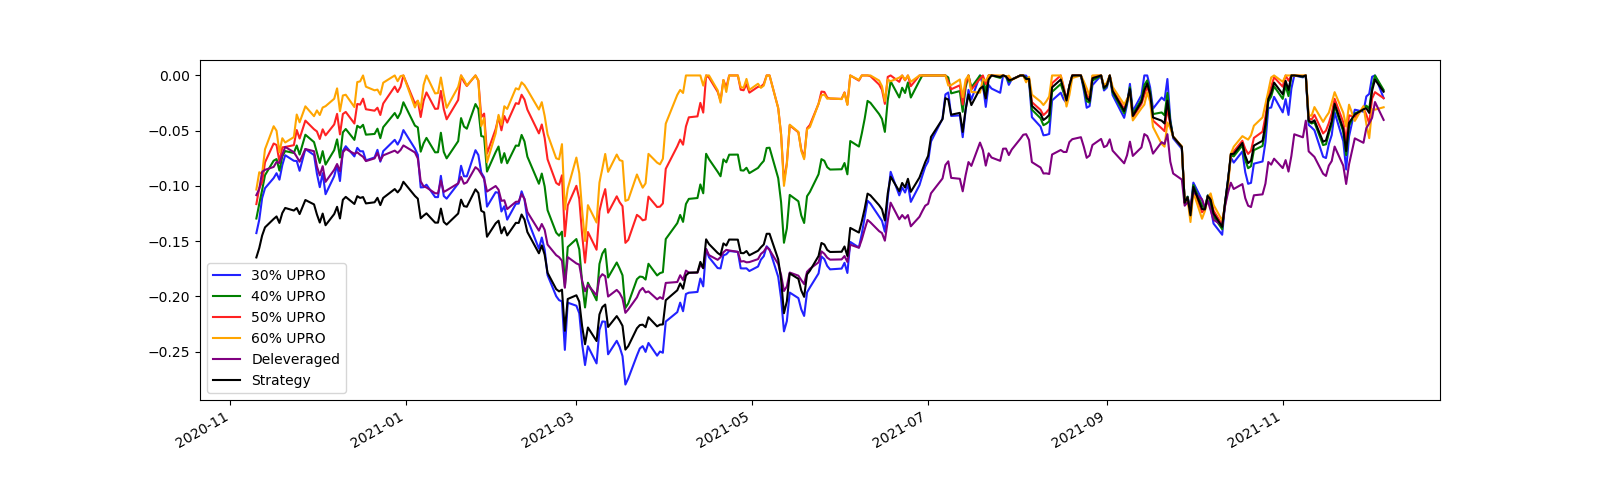 0.00
−0.05
−0.10
−0.15
−0.20
−0.25
30% UPRO
40% UPRO
50% UPRO
60% UPRO
Deleveraged
Strategy
2020-11
2021-01
2021-03
2021-05
2021-07
2021-09
2021-11